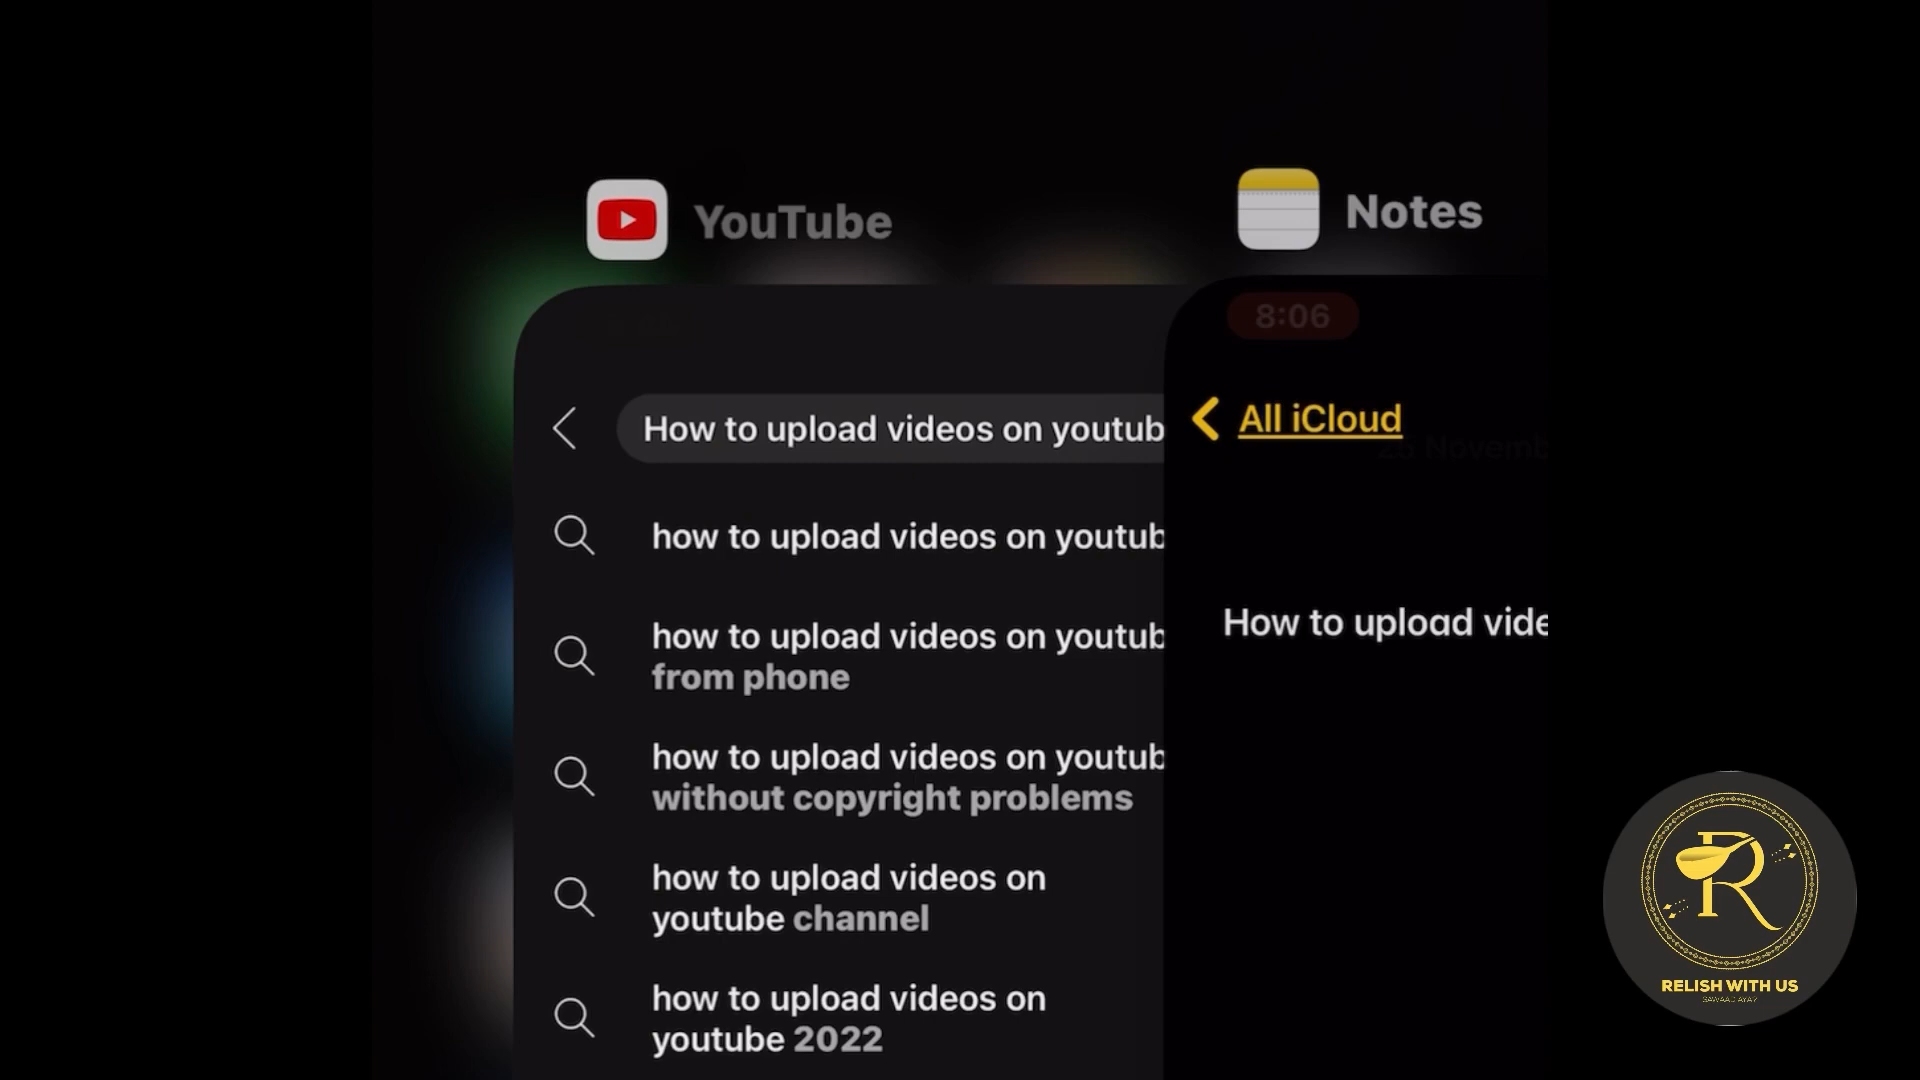 YouTube
Notes
8:06
How to upload videos on youtub
All iCloud
how to upload videos on youtub
how to upload videos on youtub
from phone
how to upload videos on youtub
without copyright problems
how to upload videos on
youtube channel
how to upload videos on
youtube 2022
How to upload vide
R
RELISH WITH US